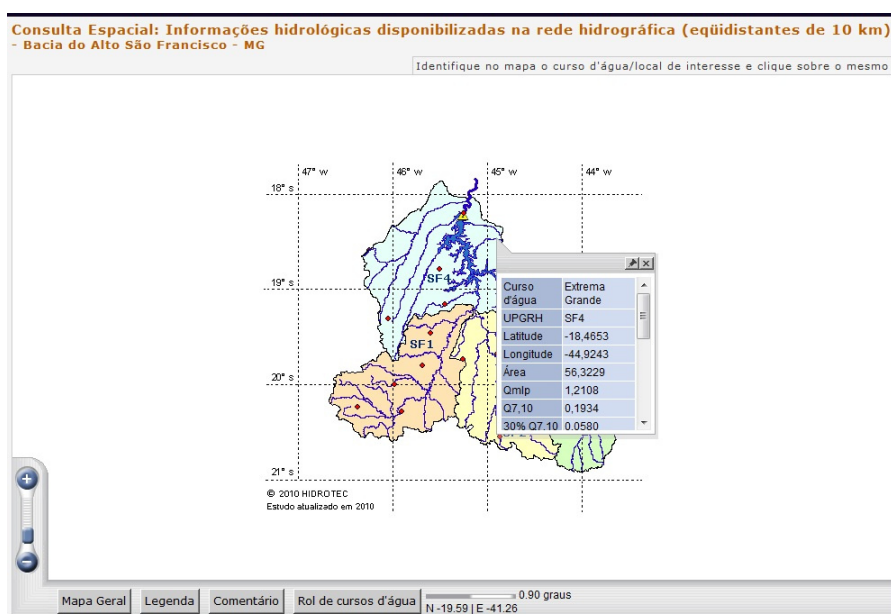 Consulta Espacial: Informações hidrológicas disponibilizadas na rede hidrográfica (eqüidistantes de 10 km)
- Bacia do Alto São Francisco - MG
Identifique no mapa o curso d'água/local de interesse e clique sobre o mesmo
47° w 46° w 45° w 44° w
18° s
19° s
SF4
SF1
20° s
21° s
Curso d'água Extrema Grande
UPGRH SF4
Latitude -18,4653
Longitude -44,9243
Área 56,3229
Qmlp 1,2108
Q7,10 0,1934
30% Q7,10 0.0580
© 2010 HIDROTEC
Estudo atualizado em 2010
Mapa Geral Legenda Comentário Rol de cursos d'água 0.90 graus
N -19.59 | E -41.26